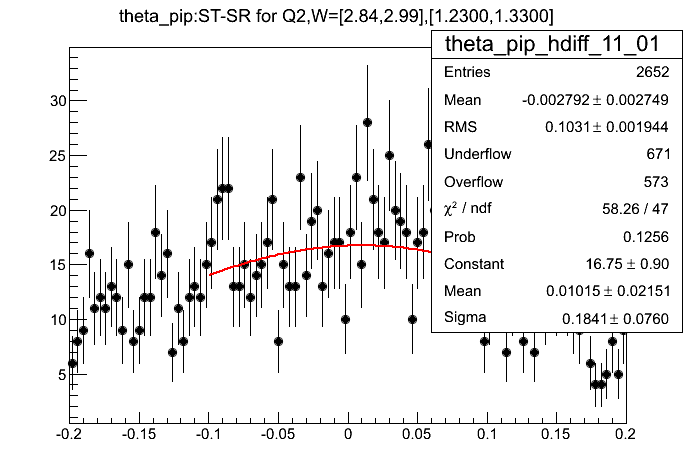 theta_pip:ST-SR for Q2,W=[2.84,2.99],[1.2300,1.3300]
theta_pip_hdiff_11_01
Entries 2652
Mean -0.002792 ± 0.002749
RMS 0.1031 ± 0.001944
Underflow 671
Overflow 573
χ² / ndf 58.26 / 47
Prob 0.1256
Constant 16.75 ± 0.90
Mean 0.01015 ± 0.02151
Sigma 0.1841 ± 0.0760
30
25
20
15
10
5
-0.2 -0.15 -0.1 -0.05 0 0.05 0.1 0.15 0.2